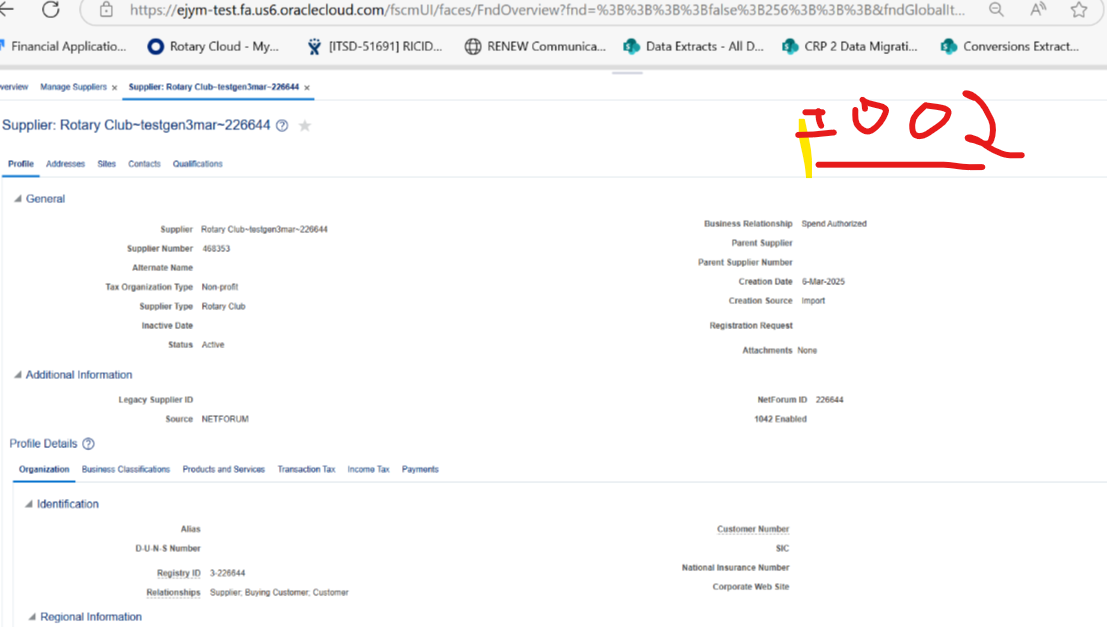 https://ejym-test.fa.us6.oraclecloud.com/fscmUI/faces/FndOverview?fnd=%3B%3B%3B%3Bfalse%3B256%3B%3B%3B&fndGlobalIt...
Financial Applicatio...
Rotary Cloud - My...
[ITSD-51691] RICID...
RENEW Communica...
Data Extracts - All D...
CRP 2 Data Migrati...
Conversions Extract...
verview Manage Suppliers × Supplier: Rotary Club~testgen3mar~226644 ×
Supplier: Rotary Club~testgen3mar~226644
I002
Profile Addresses Sites Contacts Qualifications
General
Supplier Rotary Club~testgen3mar~226644
Supplier Number 468353
Alternate Name
Tax Organization Type Non-profit
Supplier Type Rotary Club
Inactive Date
Status Active
Business Relationship Spend Authorized
Parent Supplier
Parent Supplier Number
Creation Date 6-Mar-2025
Creation Source Import
Registration Request
Attachments None
Additional Information
Legacy Supplier ID
Source NETFORUM
NetForum ID 226644
1042 Enabled
Profile Details
Organization Business Classifications Products and Services Transaction Tax Income Tax Payments
Identification
Alias
D-U-N-S Number
Registry ID 3-226644
Relationships Supplier; Buying Customer; Customer
Customer Number
SIC
National Insurance Number
Corporate Web Site
Regional Information